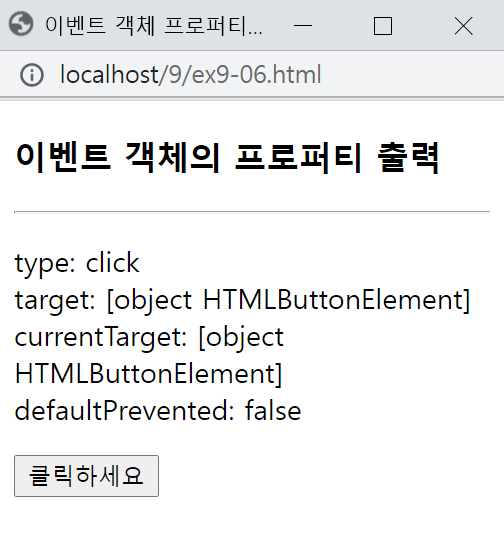 이벤트 객체 프로퍼티...
localhost/9/ex9-06.html
이벤트 객체의 프로퍼티 출력
type: click
target: [object HTMLButtonElement]
currentTarget: [object
HTMLButtonElement]
defaultPrevented: false
클릭하세요